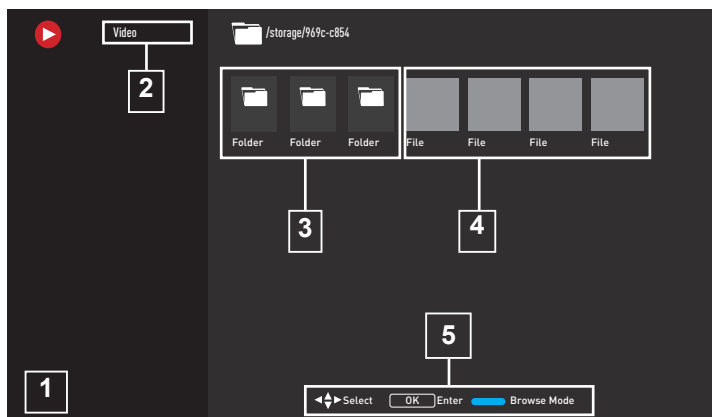 Video
/storage/969c-c854
2
Folder Folder Folder File File File File
3
4
5
1
Select OK Enter Browse Mode